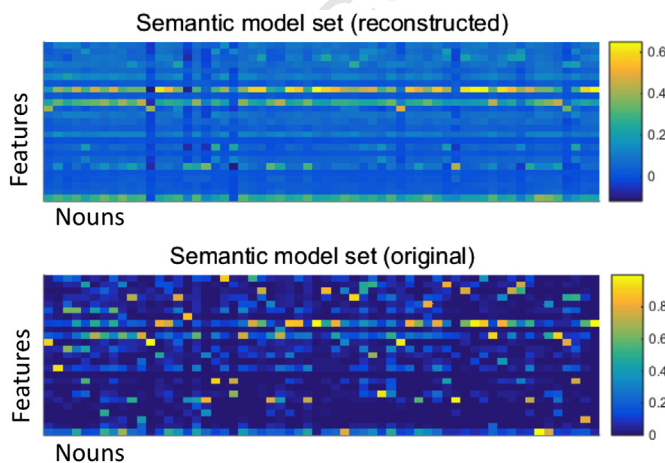 Semantic model set (reconstructed)
Features
0.6
0.4
0.2
0
Nouns
Semantic model set (original)
Features
0.8
0.6
0.4
0.2
0
Nouns